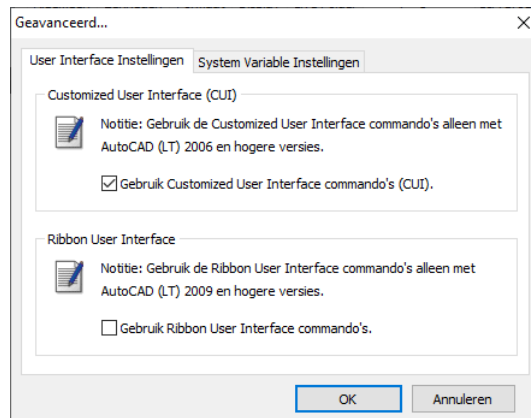 Geavanceerd...
User Interface Instellingen
System Variable Instellingen
Customized User Interface (CUI)
Notitie: Gebruik de Customized User Interface commando's alleen met
AutoCAD (LT) 2006 en hogere versies.
Gebruik Customized User Interface commando's (CUI).
Ribbon User Interface
Notitie: Gebruik de Ribbon User Interface commando's alleen met
AutoCAD (LT) 2009 en hogere versies.
Gebruik Ribbon User Interface commando's.
OK
Annuleren